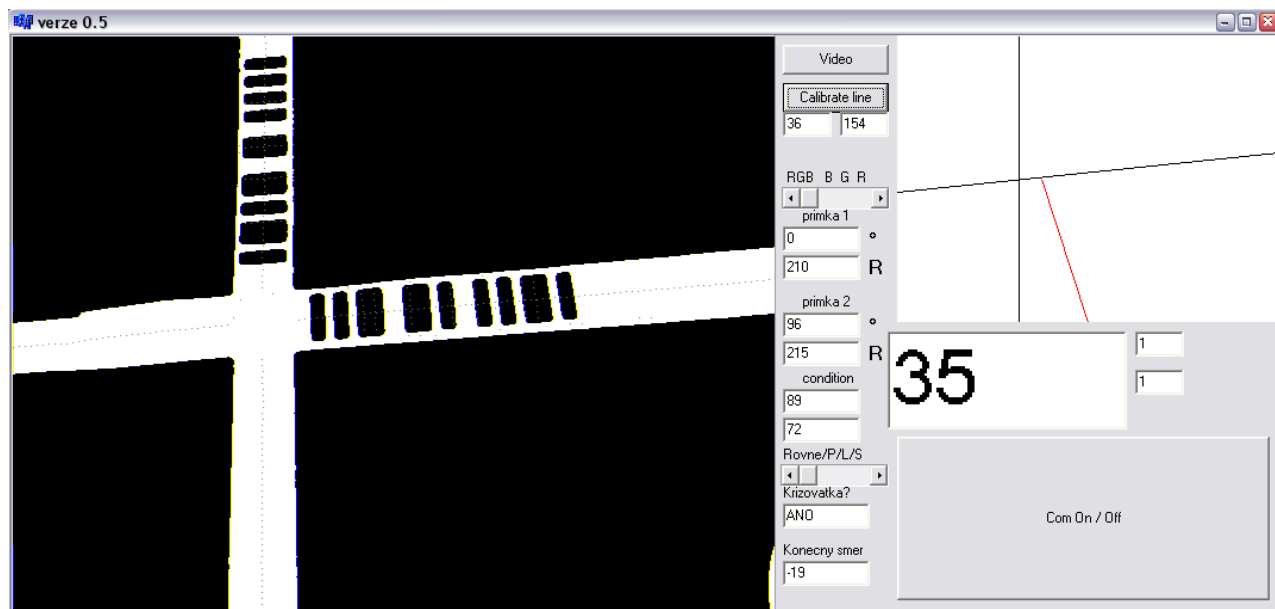 verze 0.5
Video
Calibrate line
36 154
RGB B G R
primka 1
0 °
210 R
primka 2
96 °
215 R
condition
89
72
Rovne/P/L/S
Krizovatka?
ANO
Konecny smer
-19
35
1
1
Com On / Off